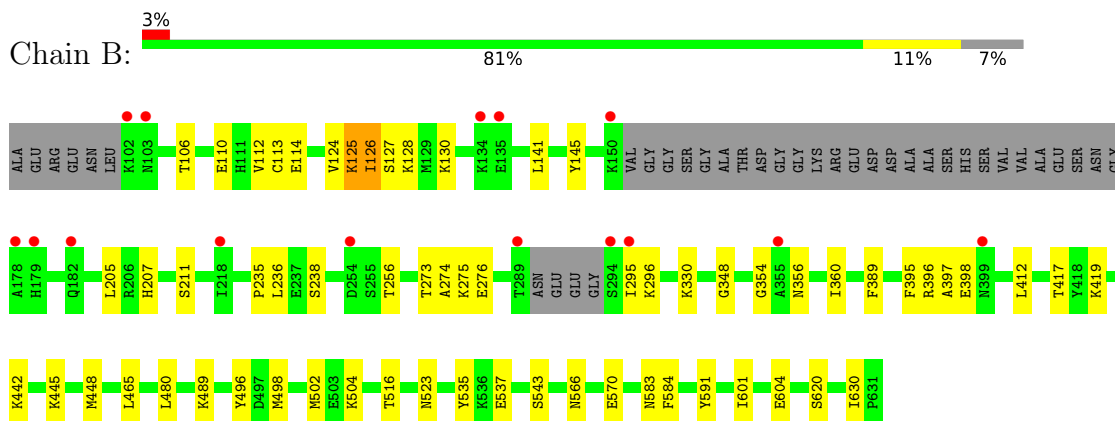 3%
Chain B:
81% 11% 7%
ALA GLU ARG GLU ASN LEU K102 N103 T106 E110 H111 V112 C113 E114 V124 K125 I126 S127 K128 M129 K130 K134 E135 L141 Y145 K150 VAL GLY GLY SER GLY ALA THR ASP GLY GLY LYS ARG GLU ASP ASP ALA ALA SER HIS SER VAL VAL ALA GLU SER ASN GLY
A178 H179 Q182 L205 R206 H207 S211 I218 P235 L236 E237 S238 D254 S255 T256 T273 A274 K275 E276 T289 ASN GLU GLU GLY S294 I295 K296 K330 G348 G354 A355 N356 I360 F389 F395 R396 A397 E398 N399 L412 T417 Y418 K419
K442 K445 M448 L465 L480 K489 Y496 D497 M498 M502 E503 K504 T516 N523 Y535 K536 E537 S543 N566 E570 N583 F584 Y591 I601 E604 S620 I630 P631